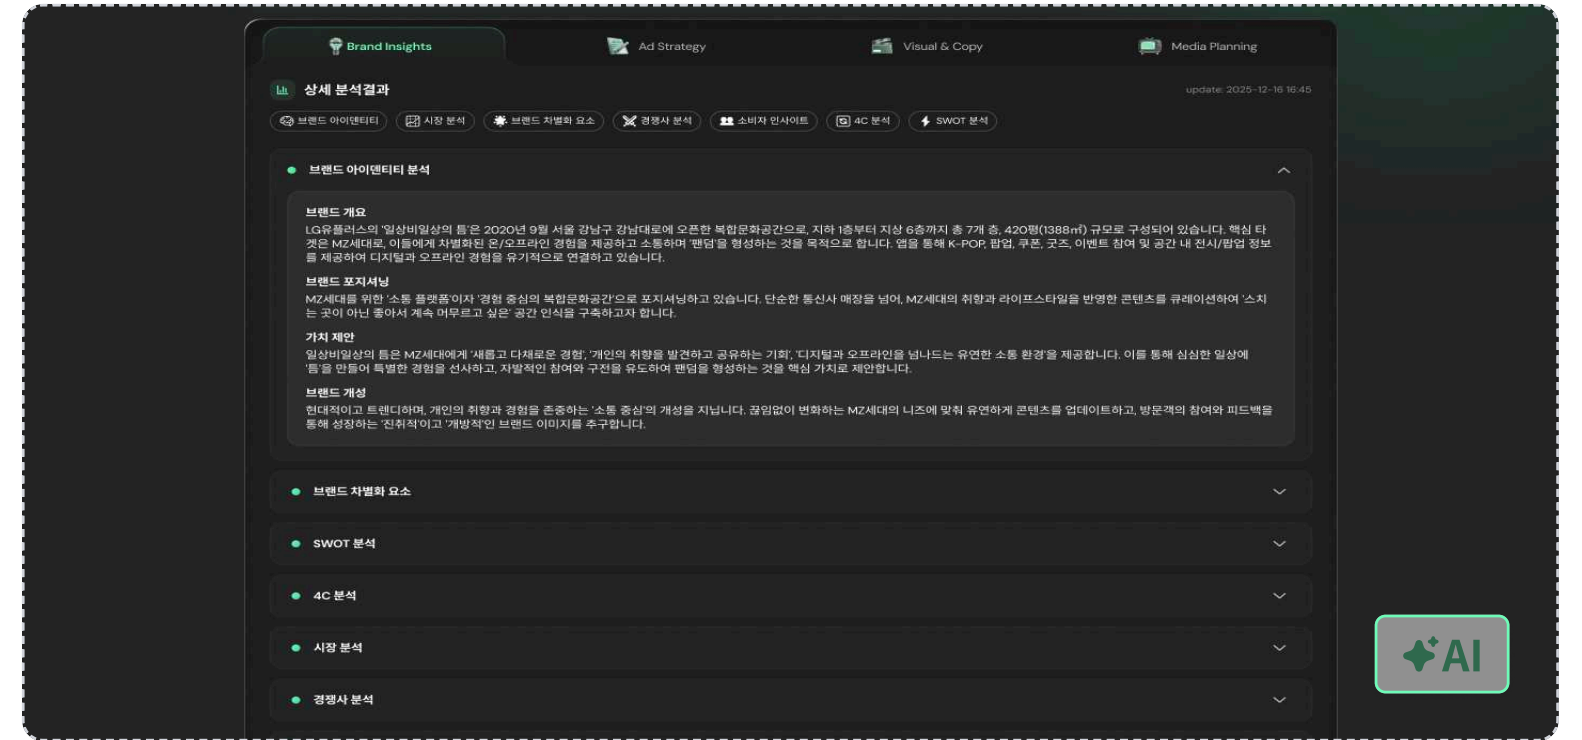 Brand Insights
Ad Strategy
Visual & Copy
Media Planning
상세 분석결과
update: 2025-12-16 16:45
브랜드 아이덴티티
시장 분석
브랜드 차별화 요소
경쟁사 분석
소비자 인사이트
4C 분석
SWOT 분석
브랜드 아이덴티티 분석
브랜드 개요
LG유플러스의 '일상비일상의 틈'은 2020년 9월 서울 강남구 강남대로에 오픈한 복합문화공간으로, 지하 1층부터 지상 6층까지 총 7개 층, 420평(1388㎡) 규모로 구성되어 있습니다. 핵심 타
겟은 MZ세대로, 이들에게 차별화된 온/오프라인 경험을 제공하고 소통하며 '팬덤'을 형성하는 것을 목적으로 합니다. 앱을 통해 K-POP, 팝업, 쿠폰, 굿즈, 이벤트 참여 및 공간 내 전시/팝업 정보
를 제공하여 디지털과 오프라인 경험을 유기적으로 연결하고 있습니다.
브랜드 포지셔닝
MZ세대를 위한 '소통 플랫폼'이자 '경험 중심의 복합문화공간'으로 포지셔닝하고 있습니다. 단순한 통신사 매장을 넘어, MZ세대의 취향과 라이프스타일을 반영한 콘텐츠를 큐레이션하여 '스치
는 곳이 아닌 좋아서 계속 머무르고 싶은' 공간 인식을 구축하고자 합니다.
가치 제안
일상비일상의 틈은 MZ세대에게 '새롭고 다채로운 경험', '개인의 취향을 발견하고 공유하는 기회', '디지털과 오프라인을 넘나드는 유연한 소통 환경'을 제공합니다. 이를 통해 심심한 일상에
'틈'을 만들어 특별한 경험을 선사하고, 자발적인 참여와 구전을 유도하여 팬덤을 형성하는 것을 핵심 가치로 제안합니다.
브랜드 개성
현대적이고 트렌디하며, 개인의 취향과 경험을 존중하는 '소통 중심'의 개성을 지닙니다. 끊임없이 변화하는 MZ세대의 니즈에 맞춰 유연하게 콘텐츠를 업데이트하고, 방문객의 참여와 피드백을
통해 성장하는 '진취적'이고 '개방적'인 브랜드 이미지를 추구합니다.
브랜드 차별화 요소
SWOT 분석
4C 분석
시장 분석
경쟁사 분석
AI